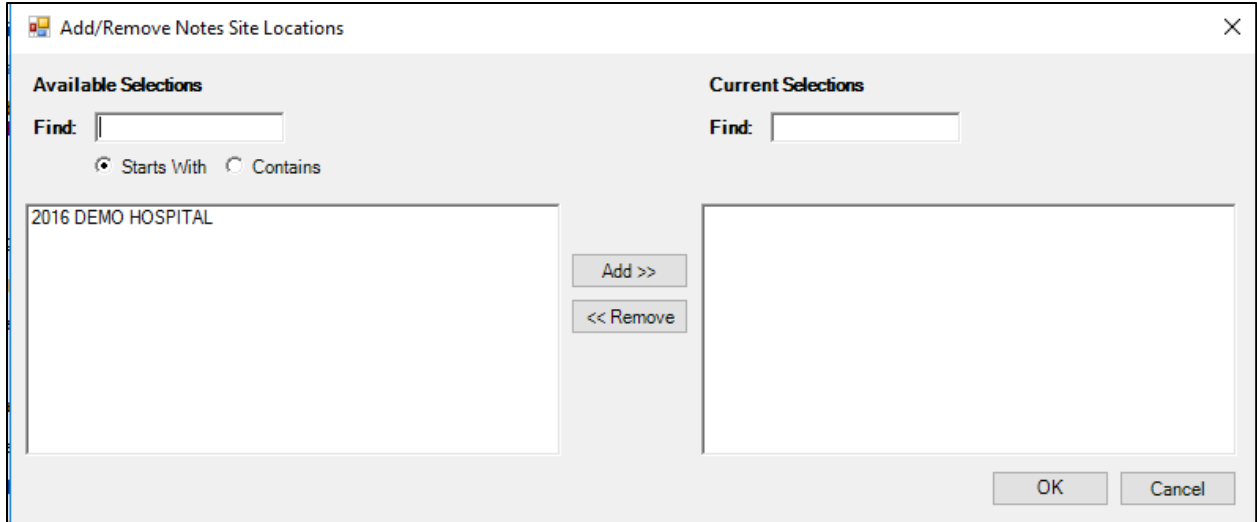 Add/Remove Notes Site Locations
Available Selections
Find:
Starts With Contains
2016 DEMO HOSPITAL
Add >>
<< Remove
Current Selections
Find:
OK Cancel